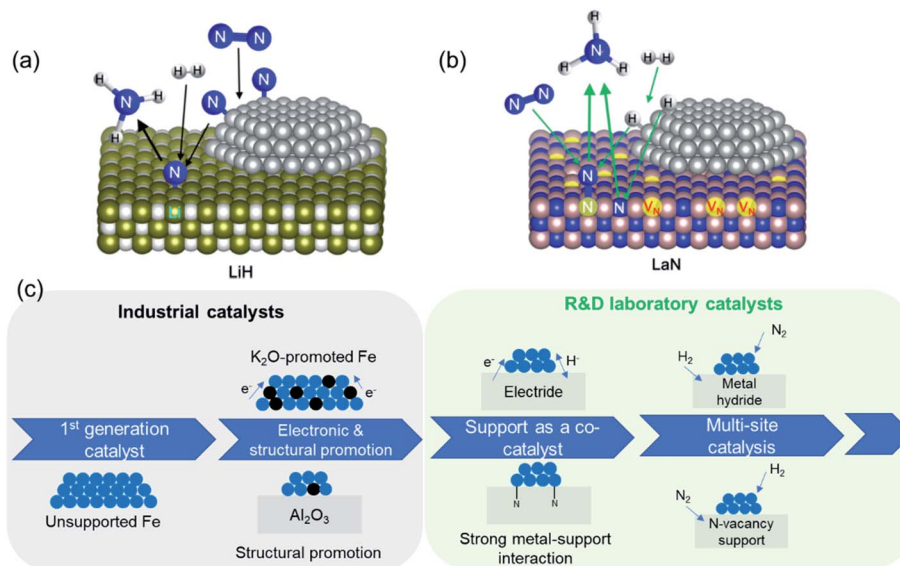 (a)
N N
N
H H
N
N
H
H
H
N
N
Li
LiH
(b)
N
H
H
H
H H
N N
H
H
N
N
N
V_N
V_N
V_N
LaN
(c)
Industrial catalysts
K₂O-promoted Fe
e⁻
e⁻
1st generation
catalyst
Electronic &
structural promotion
Unsupported Fe
Al₂O₃
Structural promotion
R&D laboratory catalysts
e⁻
H⁻
Electride
H₂
N₂
Metal
hydride
Support as a co-
catalyst
Multi-site
catalysis
N
N
Strong metal-support
interaction
N₂
H₂
N-vacancy
support